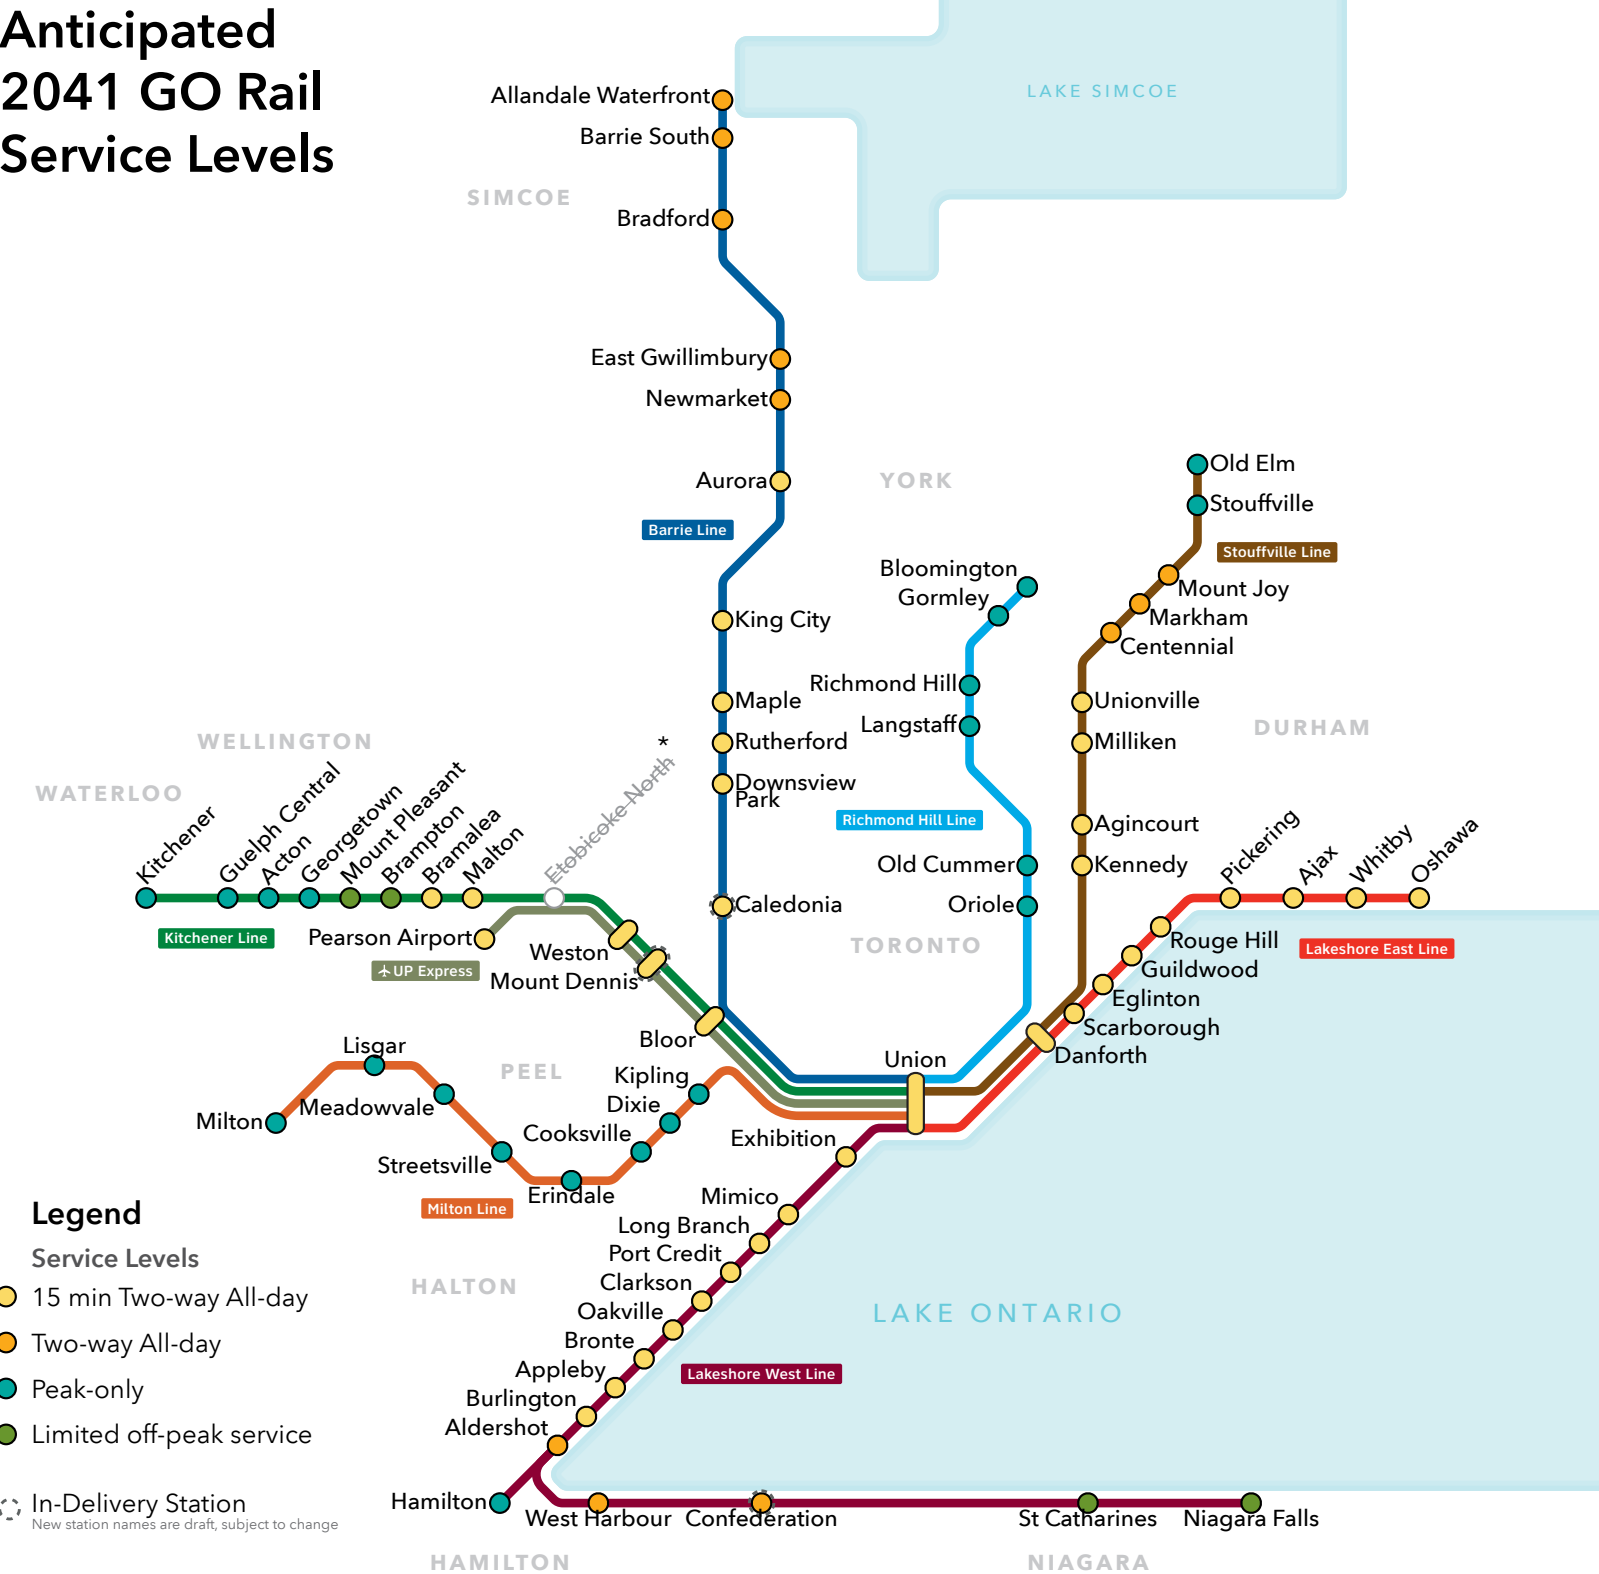 Anticipated
2041 GO Rail
Service Levels
LAKE SIMCOE
Allandale Waterfront
Barrie South
SIMCOE
Bradford
East Gwillimbury
Newmarket
Aurora
YORK
Barrie Line
Old Elm
Stouffville
Stouffville Line
Bloomington
Gormley
Mount Joy
Markham
Centennial
King City
Richmond Hill
Langstaff
Maple
Rutherford
Downsview
Park
Unionville
Milliken
DURHAM
WELLINGTON
WATERLOO
*
Kitchener
Guelph Central
Acton
Georgetown
Mount Pleasant
Brampton
Bramalea
Malton
Etobicoke North
Richmond Hill Line
Agincourt
Kennedy
Old Cummer
Oriole
Caledonia
TORONTO
Pickering
Ajax
Whitby
Oshawa
Kitchener Line
Pearson Airport
UP Express
Weston
Mount Dennis
Bloor
Rouge Hill
Lakeshore East Line
Guildwood
Eglinton
Scarborough
Danforth
Union
PEEL
Lisgar
Milton
Meadowvale
Streetsville
Erindale
Cooksville
Dixie
Kipling
Milton Line
Exhibition
Mimico
Long Branch
Port Credit
Clarkson
Oakville
Bronte
Appleby
Burlington
Aldershot
HALTON
LAKE ONTARIO
Lakeshore West Line
Legend
Service Levels
15 min Two-way All-day
Two-way All-day
Peak-only
Limited off-peak service
In-Delivery Station
New station names are draft, subject to change
Hamilton
West Harbour
Confederation
St Catharines
Niagara Falls
HAMILTON
NIAGARA